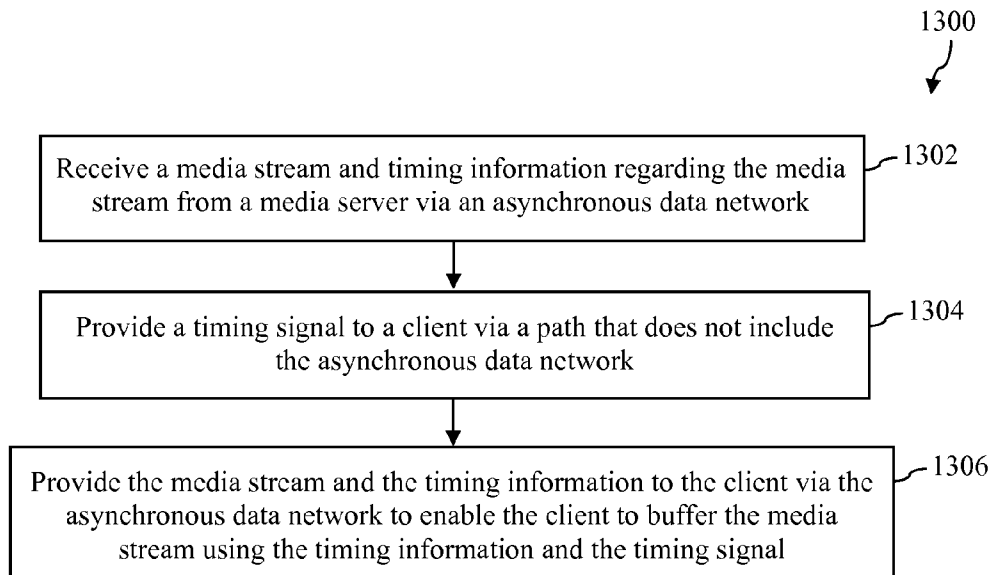 1300
Receive a media stream and timing information regarding the media
stream from a media server via an asynchronous data network
1302
Provide a timing signal to a client via a path that does not include
the asynchronous data network
1304
Provide the media stream and the timing information to the client via the
asynchronous data network to enable the client to buffer the media
stream using the timing information and the timing signal
1306